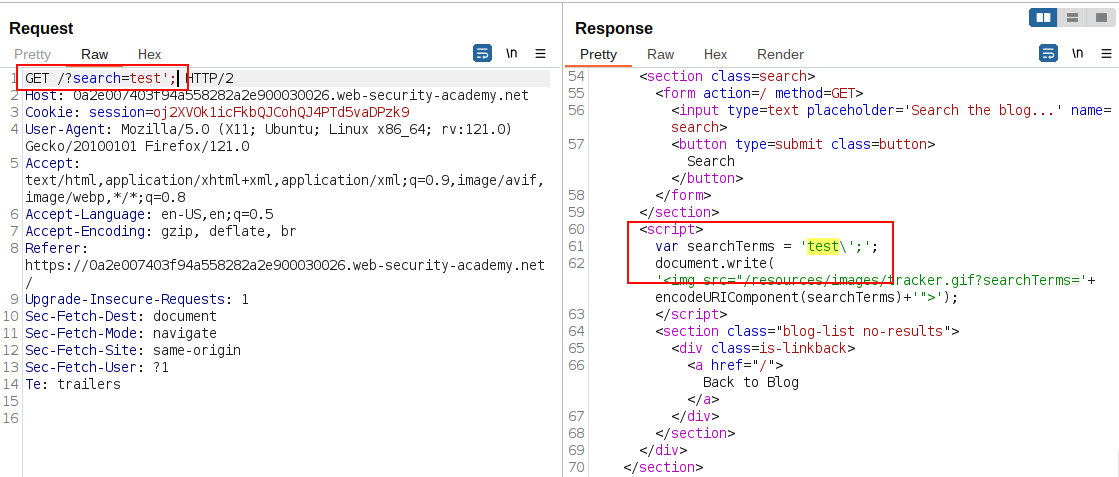 Request
Pretty Raw Hex
\n
1 GET /?search=test'; HTTP/2
2 Host: 0a2e007403f94a558282a2e900030026.web-security-academy.net
3 Cookie: session=oj2XVOk1icFkbQJCohQJ4PTd5vaDPzk9
4 User-Agent: Mozilla/5.0 (X11; Ubuntu; Linux x86_64; rv:121.0)
Gecko/20100101 Firefox/121.0
5 Accept:
text/html,application/xhtml+xml,application/xml;q=0.9,image/avif,
image/webp,*/*;q=0.8
6 Accept-Language: en-US,en;q=0.5
7 Accept-Encoding: gzip, deflate, br
8 Referer:
https://0a2e007403f94a558282a2e900030026.web-security-academy.net
/
9 Upgrade-Insecure-Requests: 1
10 Sec-Fetch-Dest: document
11 Sec-Fetch-Mode: navigate
12 Sec-Fetch-Site: same-origin
13 Sec-Fetch-User: ?1
14 Te: trailers
15
16
Response
Pretty Raw Hex Render
\n
54 <section class=search>
55 <form action=/ method=GET>
56 <input type=text placeholder='Search the blog...' name=
search>
57 <button type=submit class=button>
Search
</button>
58 </form>
59 </section>
60 <script>
61 var searchTerms = 'test\';';
62 document.write(
'<img src="/resources/images/tracker.gif?searchTerms='+
encodeURIComponent(searchTerms)+'">');
63 </script>
64 <section class="blog-list no-results">
65 <div class=is-linkback>
66 <a href="/">
Back to Blog
</a>
67 </div>
68 </section>
69 </div>
70 </section>